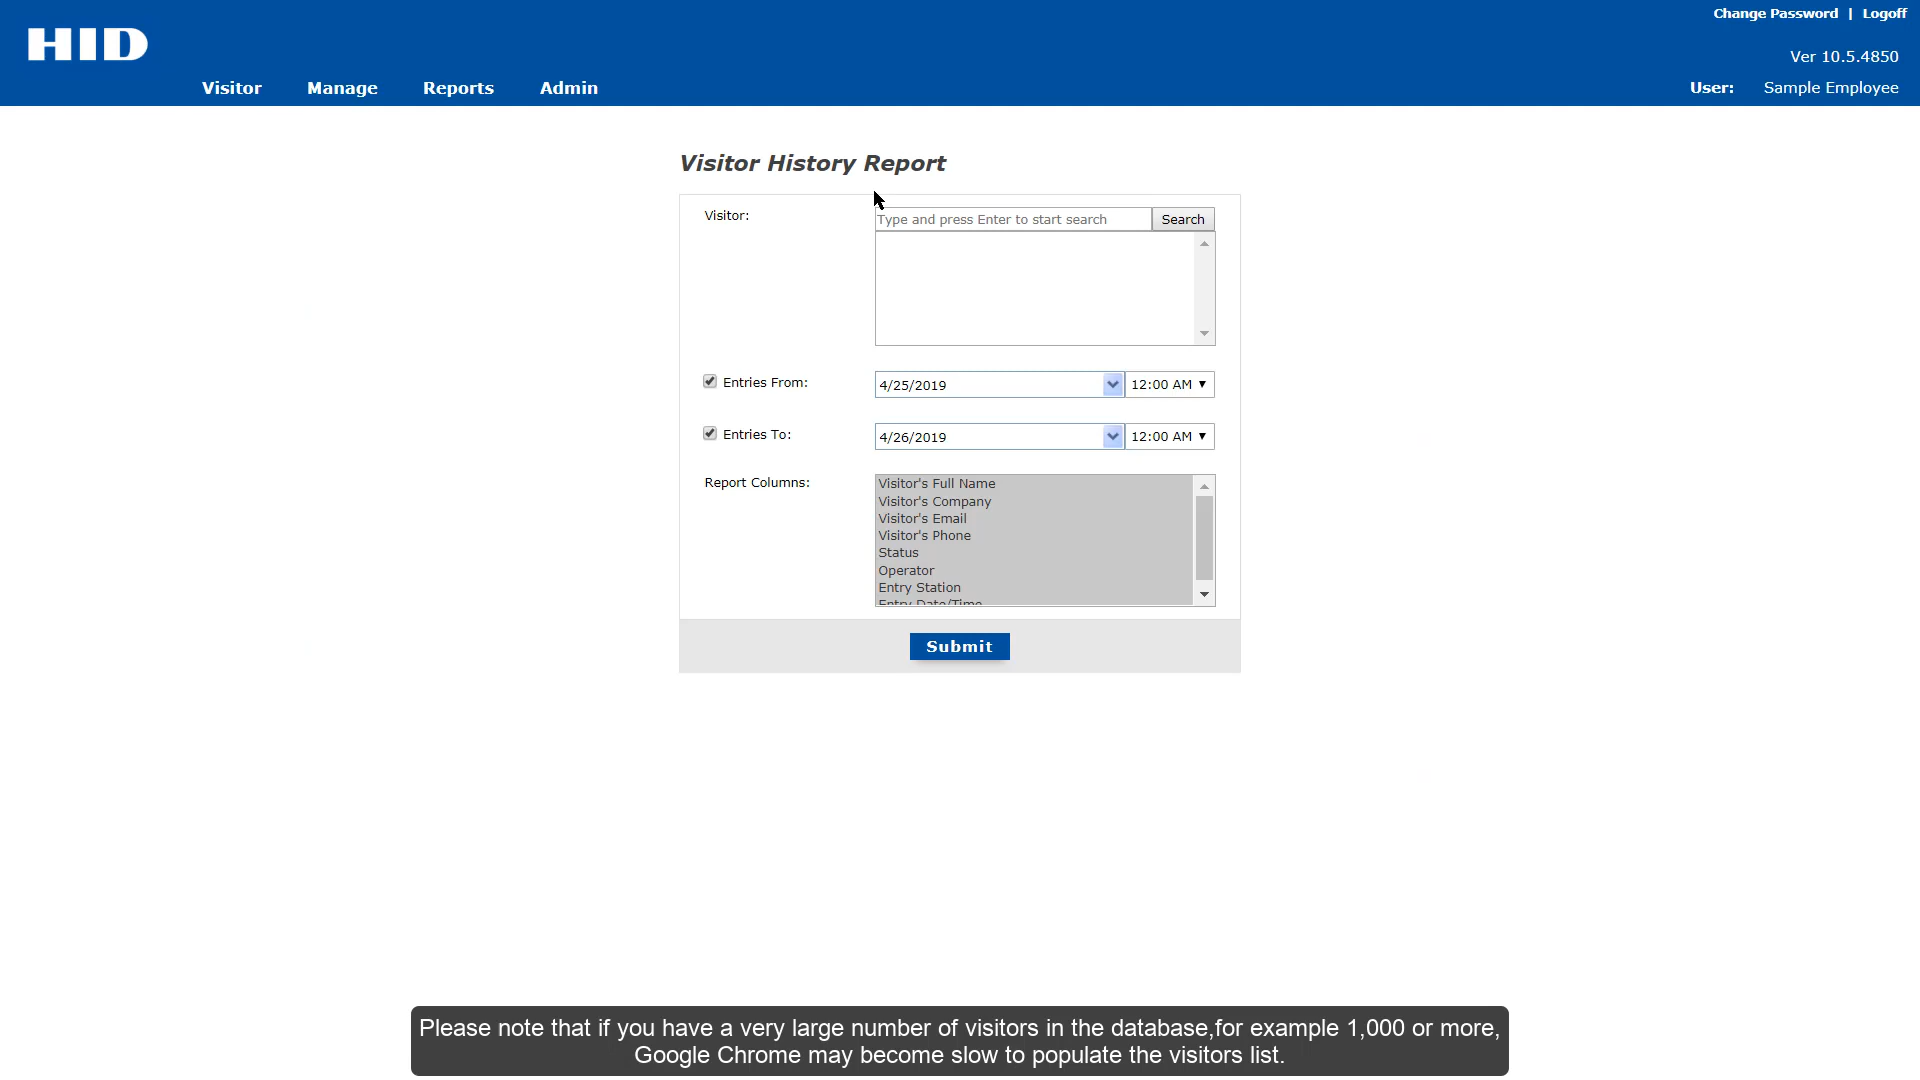 Change Password | Logoff
HID
Ver 10.5.4850
Visitor Manage Reports Admin
User: Sample Employee
Visitor History Report
Visitor: Type and press Enter to start search Search
Entries From: 4/25/2019 12:00 AM
Entries To: 4/26/2019 12:00 AM
Report Columns: Visitor's Full Name
Visitor's Company
Visitor's Email
Visitor's Phone
Status
Operator
Entry Station
Entry Date/Time
Submit
Please note that if you have a very large number of visitors in the database,for example 1,000 or more,
Google Chrome may become slow to populate the visitors list.